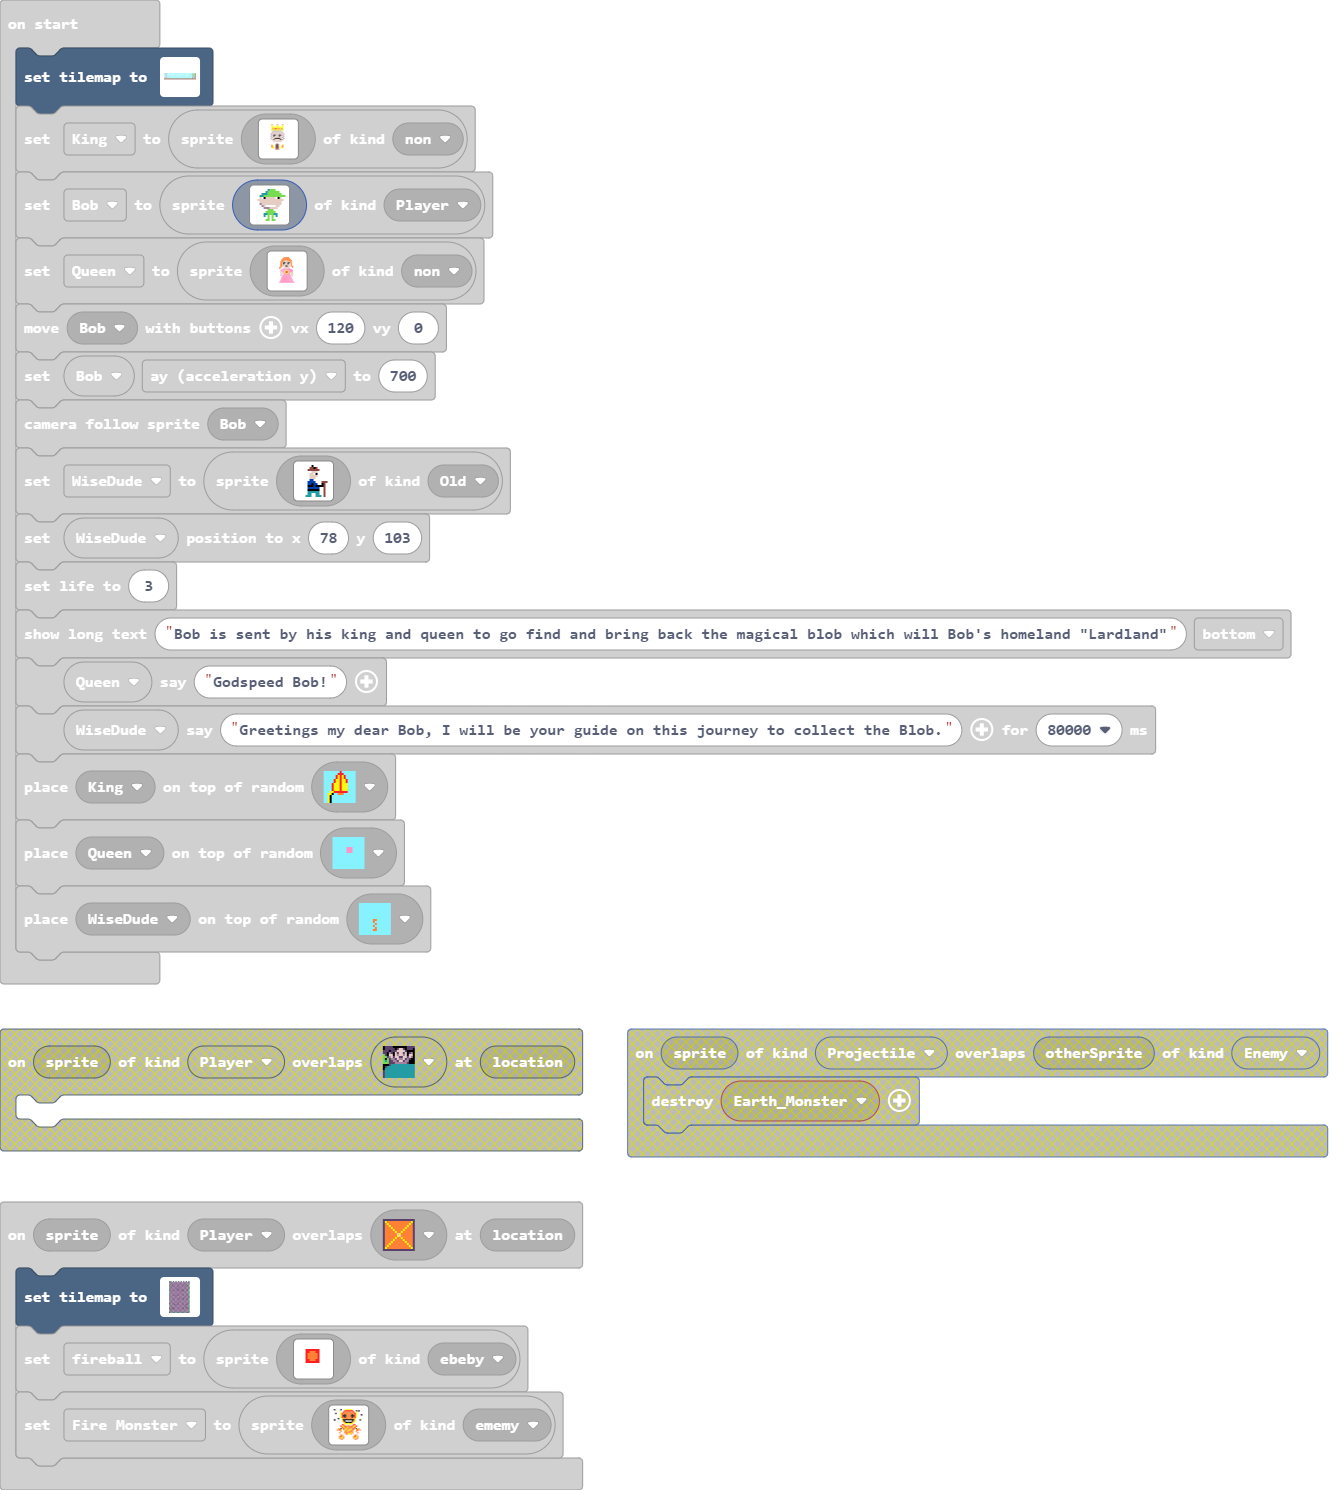 on start
set tilemap to
set King to sprite of kind non
set Bob to sprite of kind Player
set Queen to sprite of kind non
move Bob with buttons vx 120 vy 0
set Bob ay (acceleration y) to 700
camera follow sprite Bob
set WiseDude to sprite of kind Old
set WiseDude position to x 78 y 103
set life to 3
show long text "Bob is sent by his king and queen to go find and bring back the magical blob which will Bob's homeland "Lardland"" bottom
Queen say "Godspeed Bob!"
WiseDude say "Greetings my dear Bob, I will be your guide on this journey to collect the Blob." for 80000 ms
place King on top of random
place Queen on top of random
place WiseDude on top of random
on sprite of kind Player overlaps at location
on sprite of kind Projectile overlaps otherSprite of kind Enemy
destroy Earth_Monster
on sprite of kind Player overlaps at location
set tilemap to
set fireball to sprite of kind ebeby
set Fire Monster to sprite of kind ememy